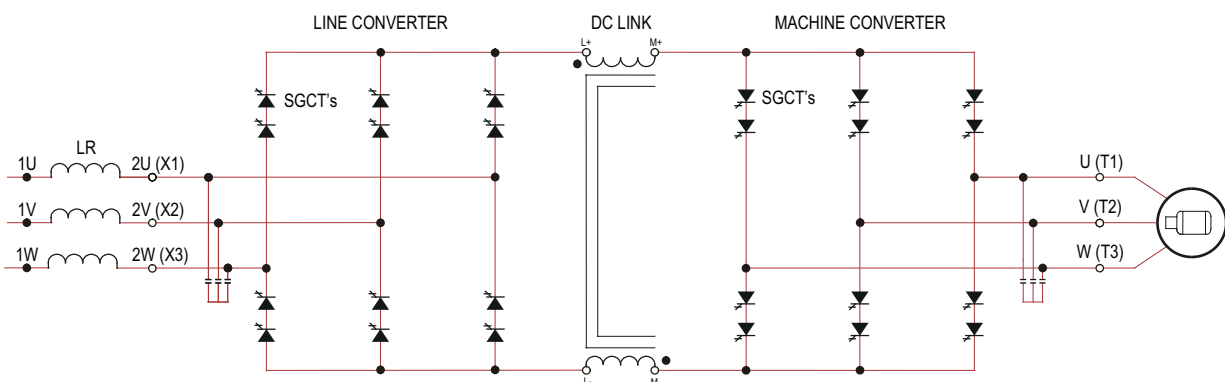 LINE CONVERTER
DC LINK
MACHINE CONVERTER
L+
M+
SGCT's
SGCT's
LR
1U
2U (X1)
U (T1)
1V
2V (X2)
V (T2)
1W
2W (X3)
W (T3)